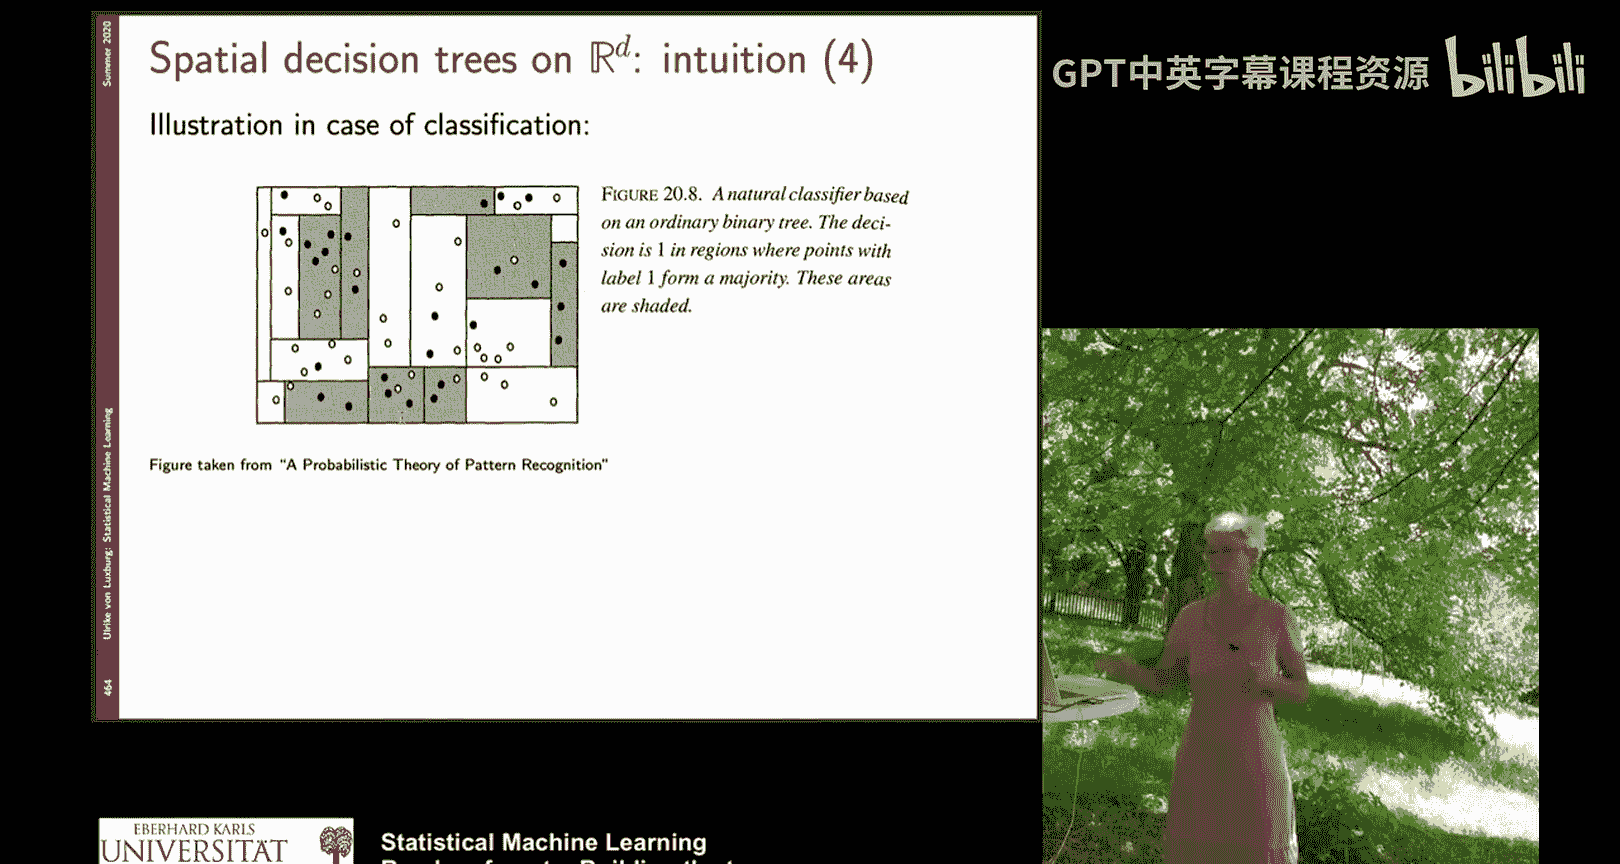 Summer 2020
Spatial decision trees on ℝᵈ: intuition (4)
Illustration in case of classification:
FIGURE 20.8. A natural classifier based
on an ordinary binary tree. The deci-
sion is 1 in regions where points with
label 1 form a majority. These areas
are shaded.
Figure taken from "A Probabilistic Theory of Pattern Recognition"
Ulrike von Luxburg: Statistical Machine Learning
464
GPT中英字幕课程资源 bilibili
EBERHARD KARLS
UNIVERSITÄT
Statistical Machine Learning